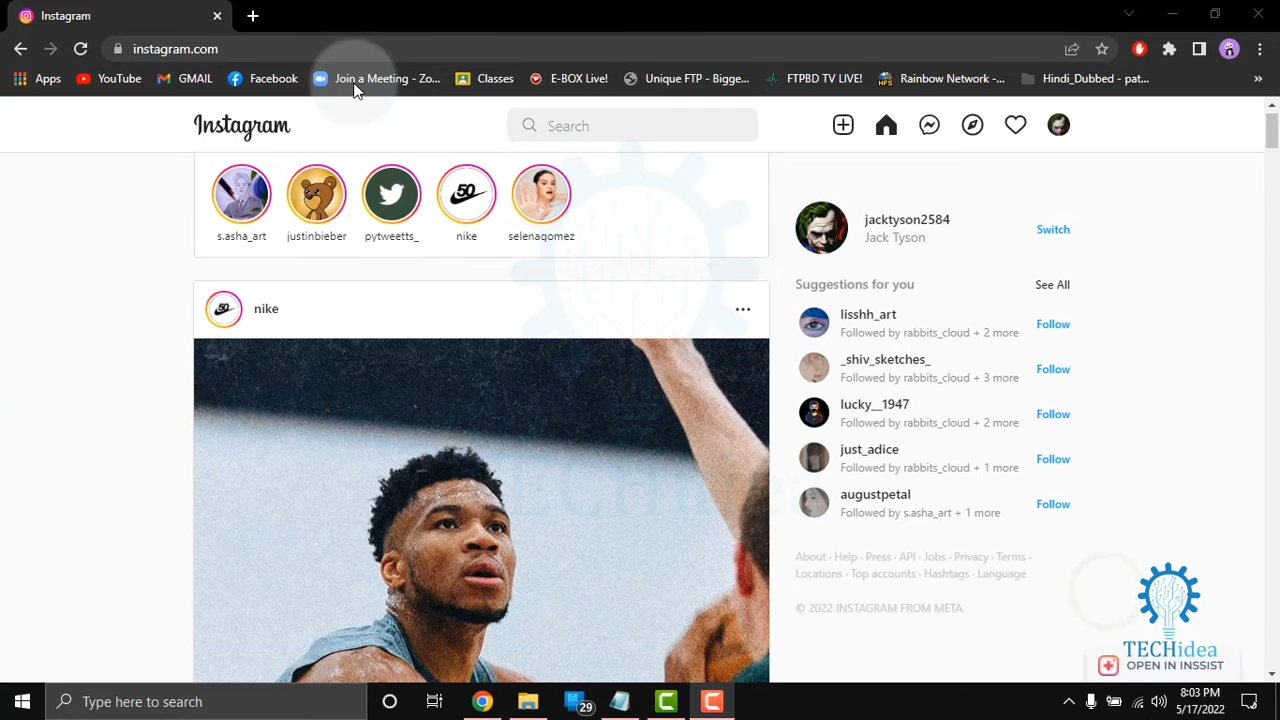 Instagram
instagram.com
Apps YouTube GMAIL Facebook Join a Meeting - Zo... Classes E-BOX Live! Unique FTP - Bigge... FTPBD TV LIVE! Rainbow Network -... Hindi_Dubbed - pat... »
Instagram
Search
50
s.asha_art justinbieber pytweetts_ nike selenagomez
jacktyson2584
Jack Tyson
Switch
Suggestions for you See All
50 nike
lisshh_art
Followed by rabbits_cloud + 2 more
Follow
_shiv_sketches_
Followed by rabbits_cloud + 3 more
Follow
lucky__1947
Followed by rabbits_cloud + 2 more
Follow
just_adice
Followed by rabbits_cloud + 1 more
Follow
augustpetal
Followed by s.asha_art + 1 more
Follow
About · Help · Press · API · Jobs · Privacy · Terms ·
Locations · Top accounts · Hashtags · Language
© 2022 INSTAGRAM FROM META
TECHidea
OPEN IN INSSIST
Type here to search
29
8:03 PM
5/17/2022